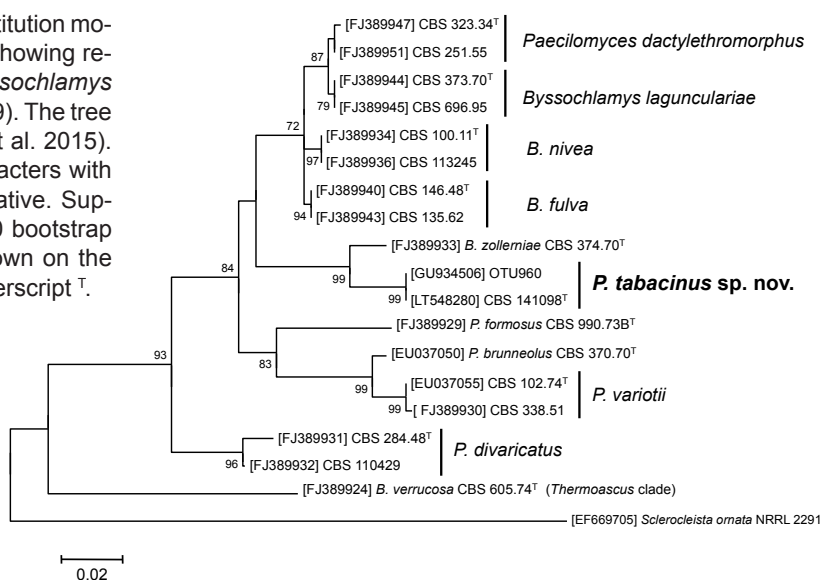 titution mo-
howing re-
sochlamys
9). The tree
t al. 2015).
acters with
ative. Sup-
0 bootstrap
own on the
erscript ᵀ.
[FJ389947] CBS 323.34ᵀ
[FJ389951] CBS 251.55
Paecilomyces dactylethromorphus
87
[FJ389944] CBS 373.70ᵀ
[FJ389945] CBS 696.95
Byssochlamys lagunculariae
79
72
[FJ389934] CBS 100.11ᵀ
[FJ389936] CBS 113245
B. nivea
97
[FJ389940] CBS 146.48ᵀ
[FJ389943] CBS 135.62
B. fulva
94
[FJ389933] B. zollerniae CBS 374.70ᵀ
84
99
[GU934506] OTU960
[LT548280] CBS 141098ᵀ
P. tabacinus sp. nov.
99
[FJ389929] P. formosus CBS 990.73Bᵀ
93
83
[EU037050] P. brunneolus CBS 370.70ᵀ
99
[EU037055] CBS 102.74ᵀ
[ FJ389930] CBS 338.51
P. variotii
99
[FJ389931] CBS 284.48ᵀ
[FJ389932] CBS 110429
P. divaricatus
96
[FJ389924] B. verrucosa CBS 605.74ᵀ (Thermoascus clade)
[EF669705] Sclerocleista ornata NRRL 2291
0.02